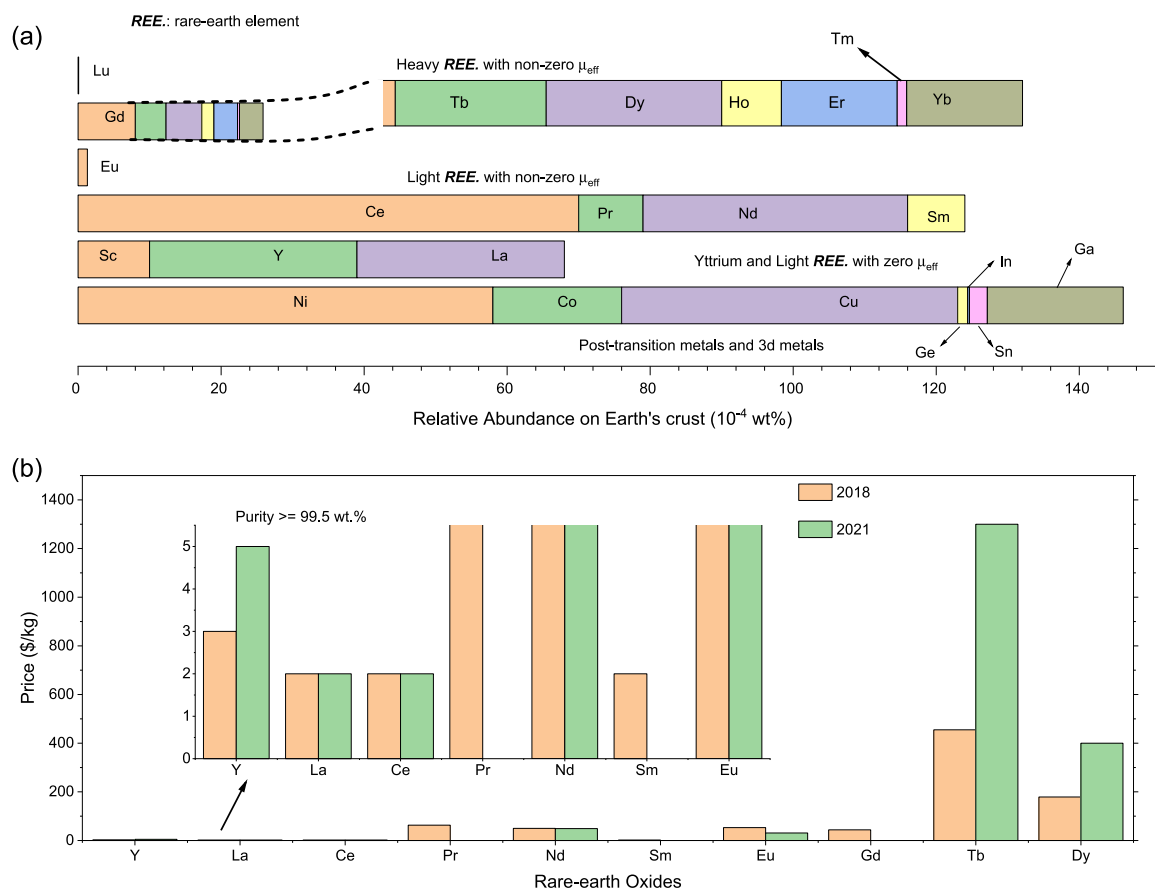 REE.: rare-earth element
(a)
Tm
Lu
Heavy REE. with non-zero μeff
Gd
Tb
Dy
Ho
Er
Yb
Eu
Light REE. with non-zero μeff
Ce
Pr
Nd
Sm
Sc
Y
La
Yttrium and Light REE. with zero μeff
In
Ga
Ni
Co
Cu
Post-transition metals and 3d metals
Ge
Sn
0 20 40 60 80 100 120 140
Relative Abundance on Earth's crust (10-4 wt%)
(b)
1400
1200
1000
800
600
400
200
0
Price ($/kg)
2018
2021
Purity >= 99.5 wt.%
5
4
3
2
1
0
Y La Ce Pr Nd Sm Eu
Y La Ce Pr Nd Sm Eu Gd Tb Dy
Rare-earth Oxides